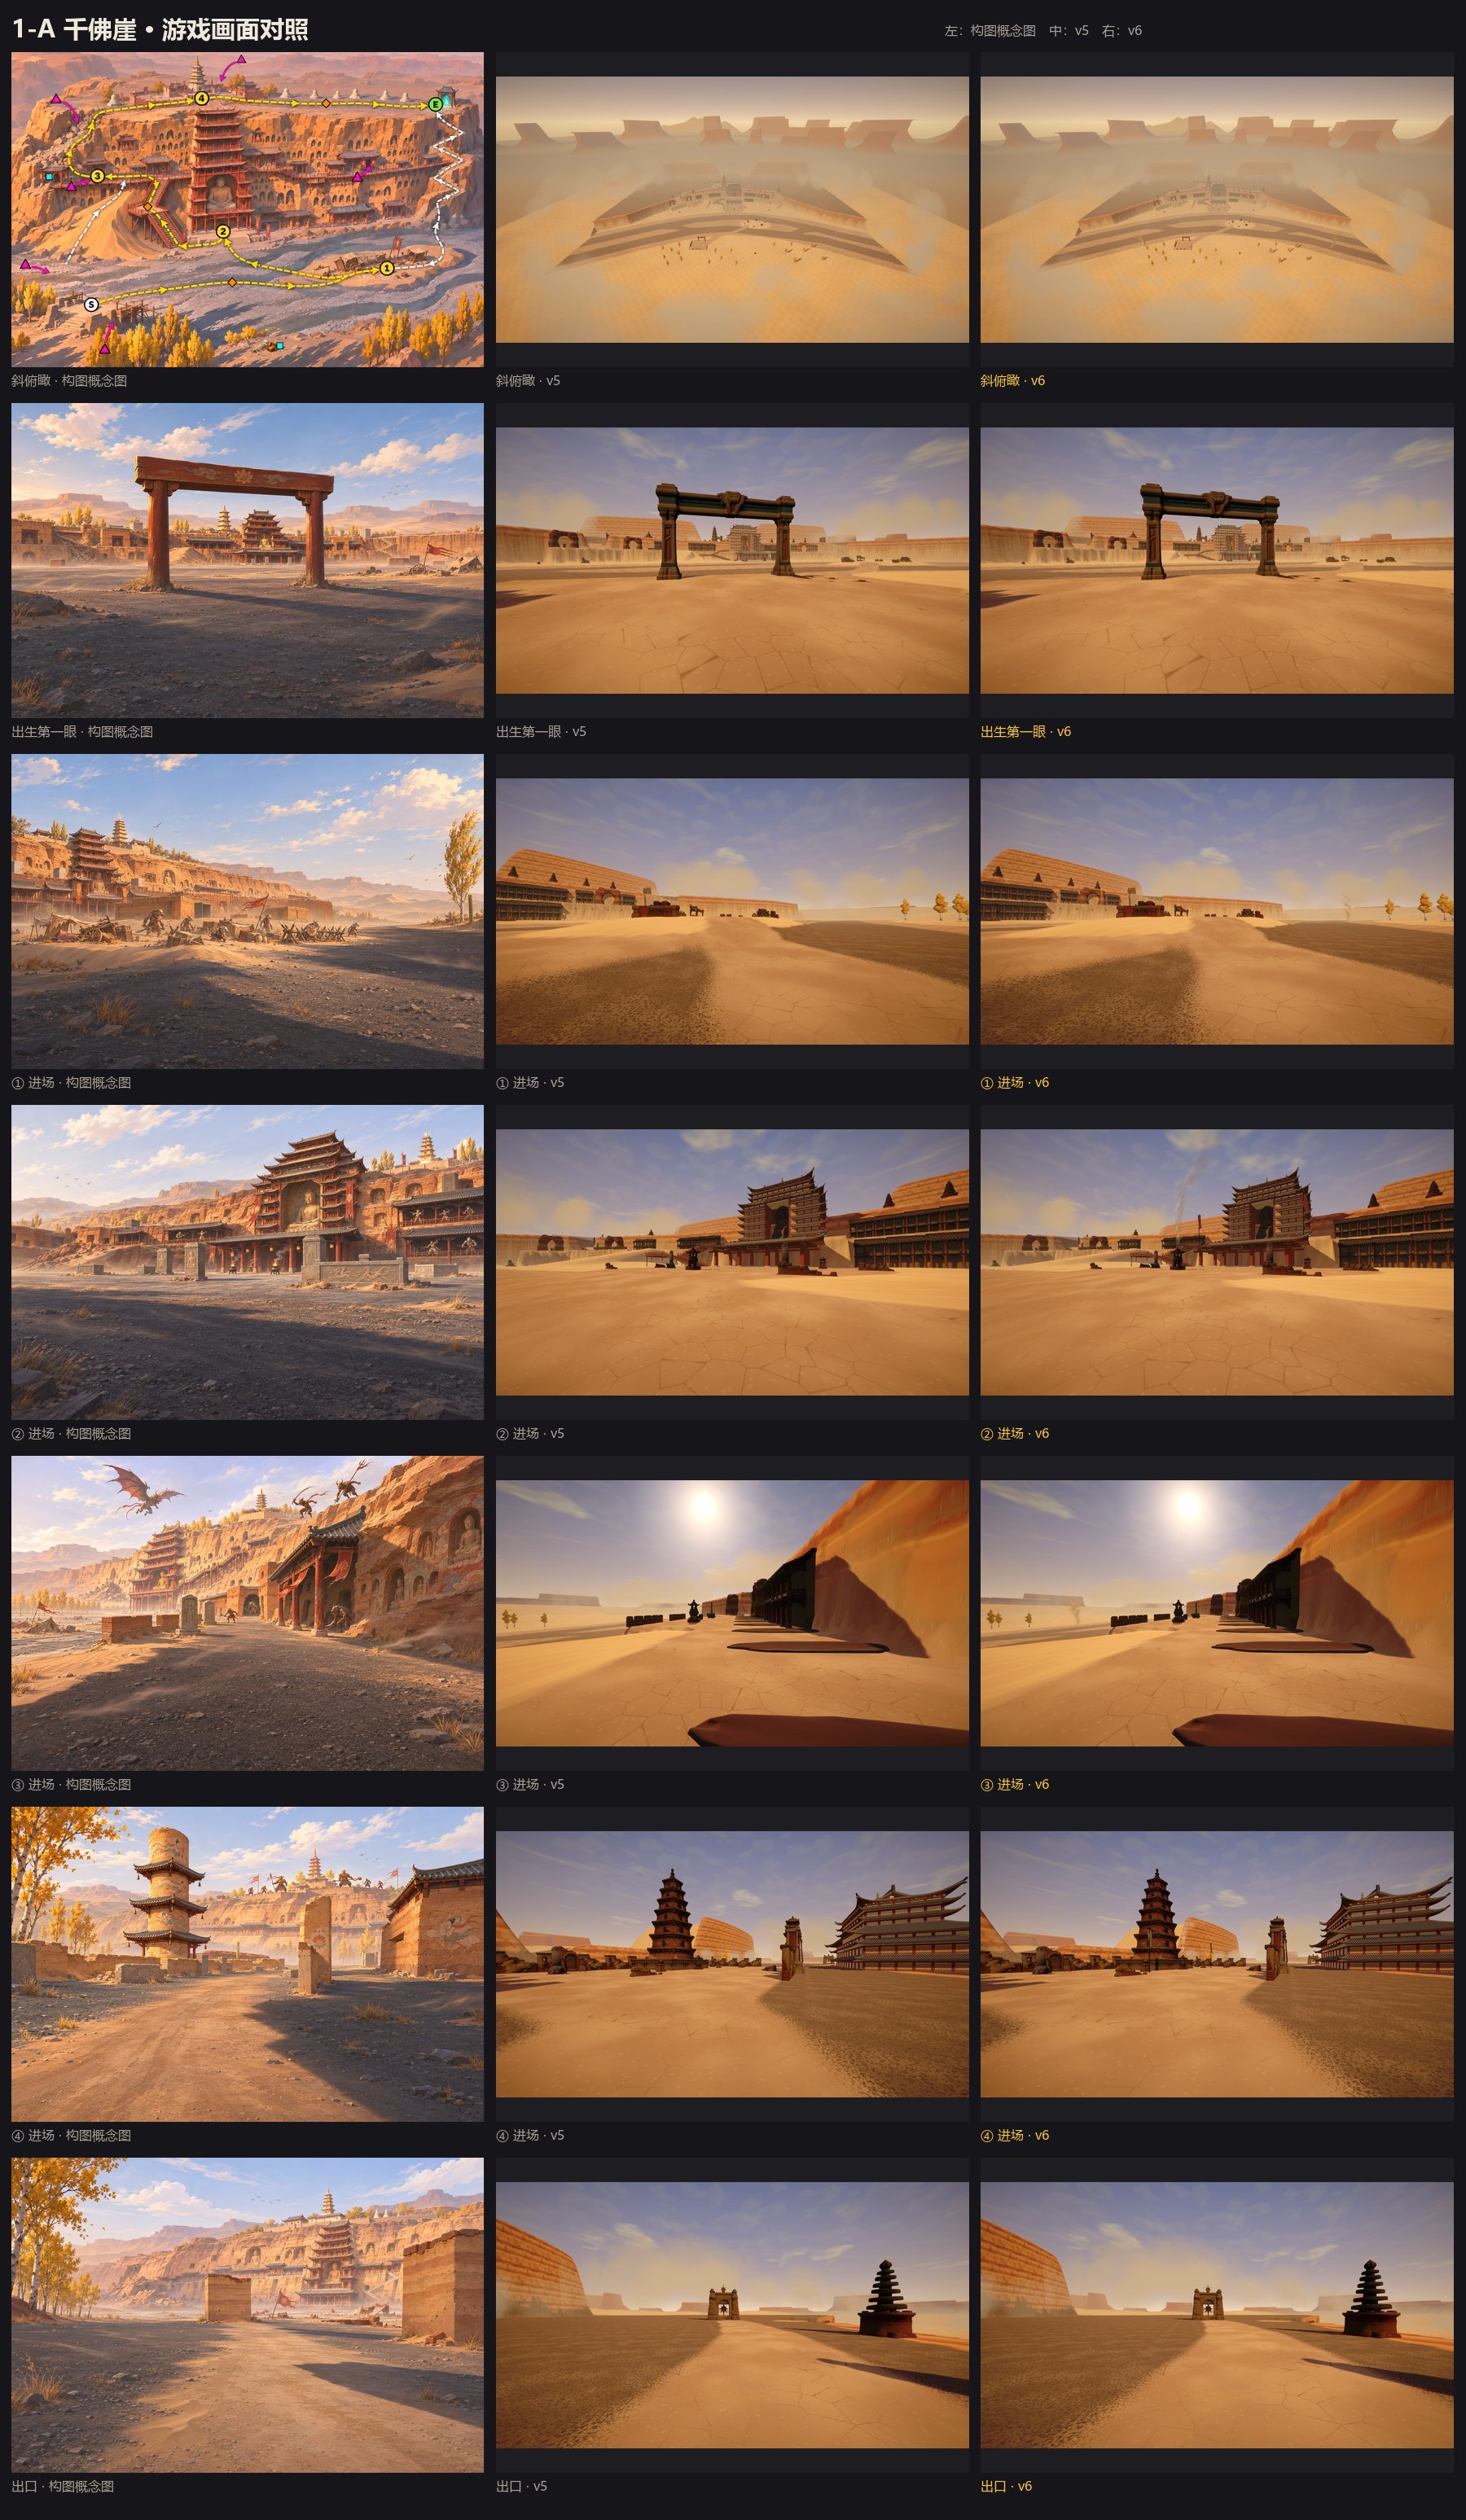 1-A 千佛崖 • 游戏画面对照
左：构图概念图 中：v5 右：v6
4
E
3
2
1
S
斜俯瞰 · 构图概念图
斜俯瞰 · v5
斜俯瞰 · v6
出生第一眼 · 构图概念图
出生第一眼 · v5
出生第一眼 · v6
① 进场 · 构图概念图
① 进场 · v5
① 进场 · v6
② 进场 · 构图概念图
② 进场 · v5
② 进场 · v6
③ 进场 · 构图概念图
③ 进场 · v5
③ 进场 · v6
④ 进场 · 构图概念图
④ 进场 · v5
④ 进场 · v6
出口 · 构图概念图
出口 · v5
出口 · v6